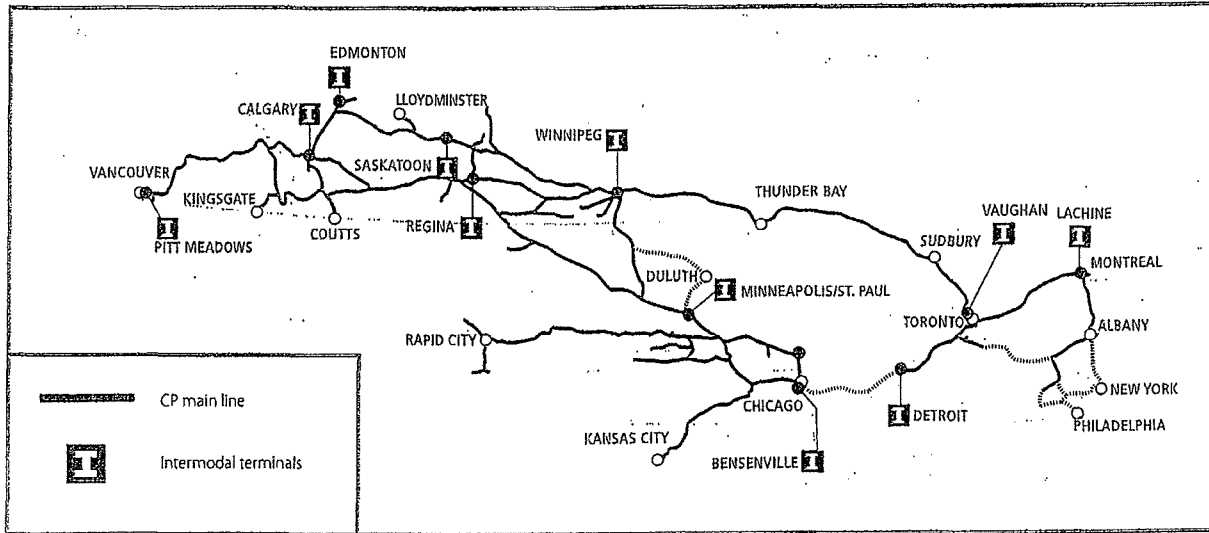 EDMONTON
CALGARY
LLOYDMINSTER
WINNIPEG
VANCOUVER
SASKATOON
THUNDER BAY
VAUGHAN
LACHINE
KINGSGATE
PITT MEADOWS
COUTTS
REGINA
SUDBURY
MONTREAL
DULUTH
MINNEAPOLIS/ST. PAUL
TORONTO
ALBANY
RAPID CITY
NEW YORK
CHICAGO
DETROIT
PHILADELPHIA
KANSAS CITY
BENSENVILLE
CP main line
I Intermodal terminals